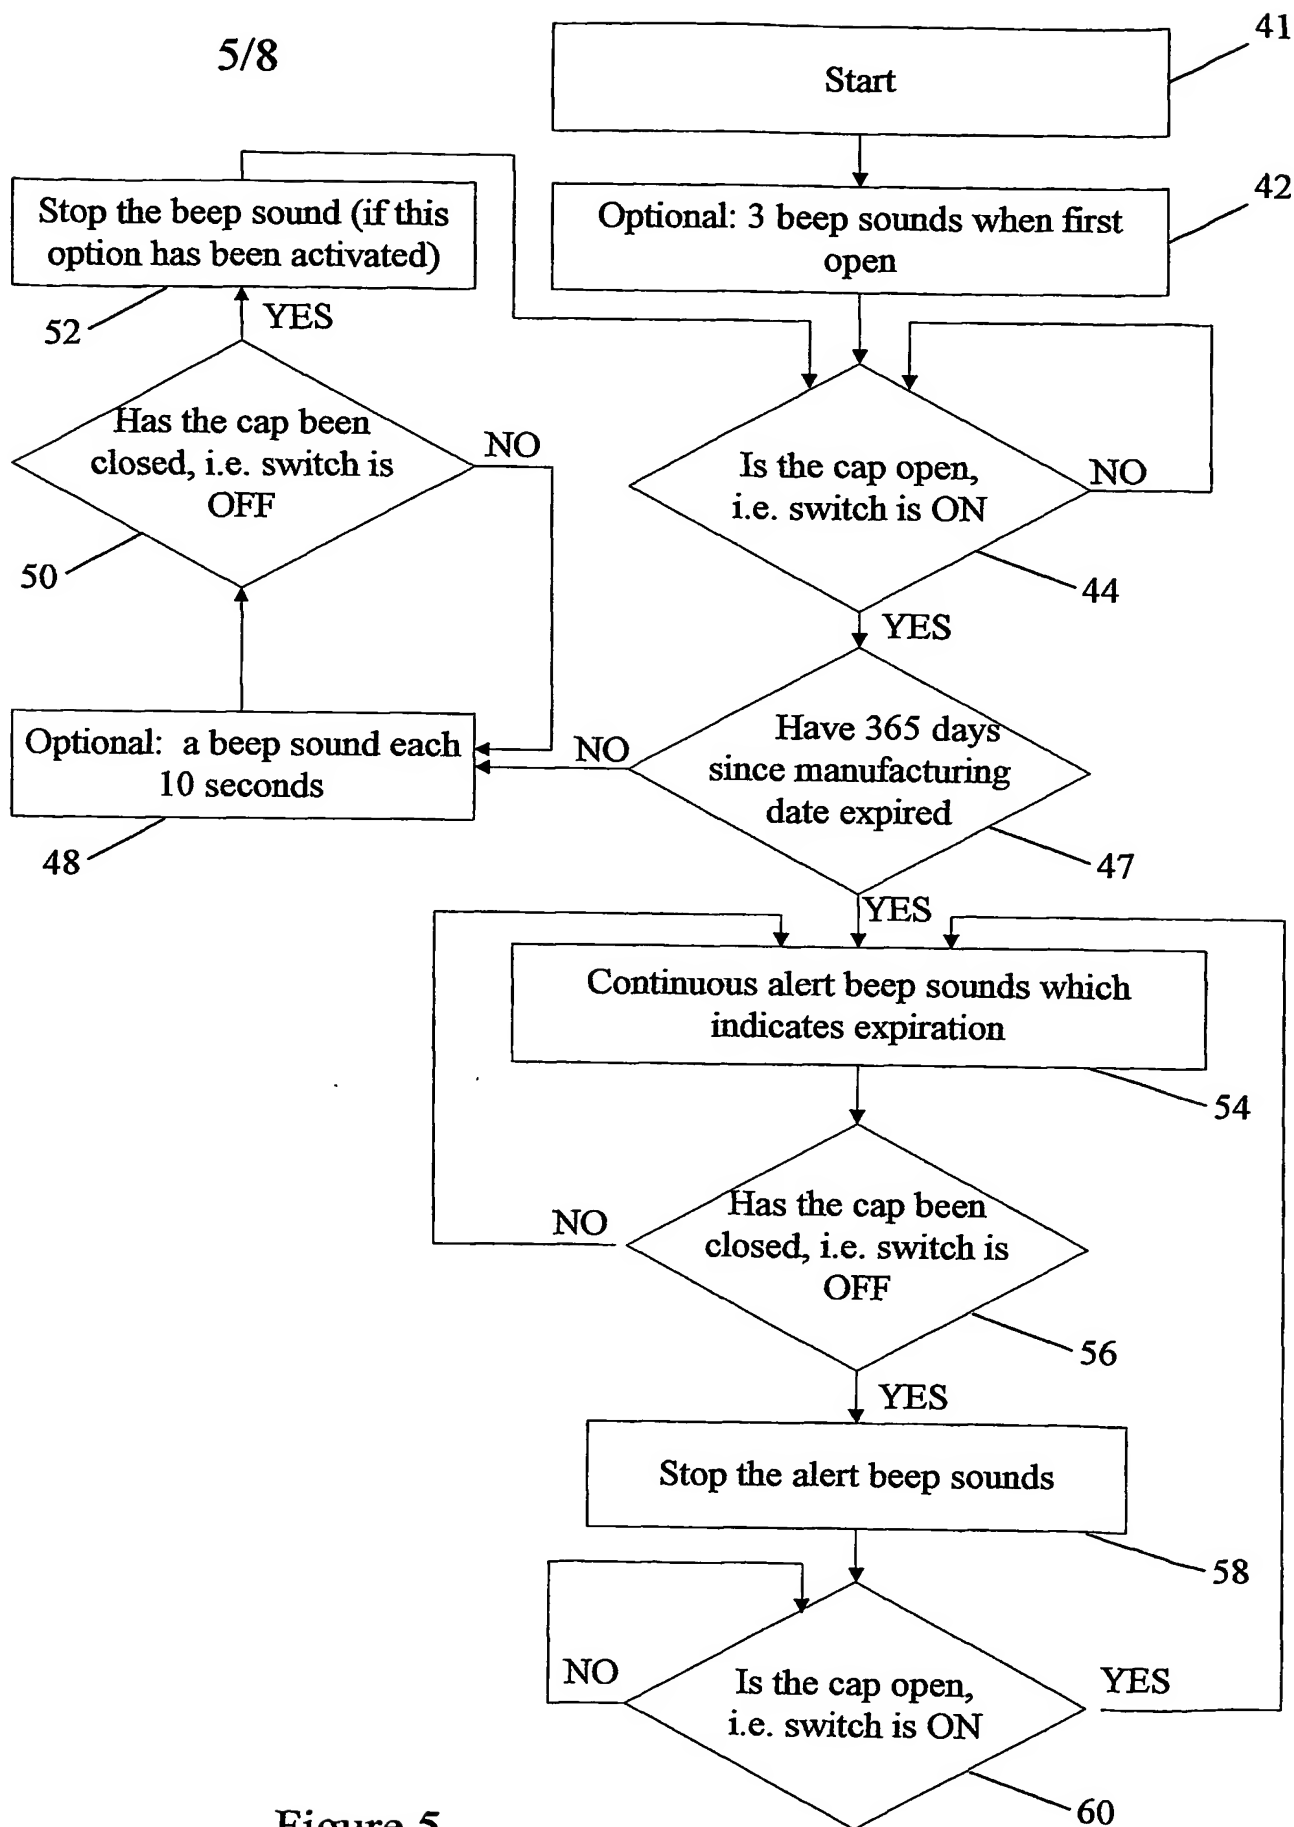 5/8
Start
41
Optional: 3 beep sounds when first
open
42
Stop the beep sound (if this
option has been activated)
52
YES
Has the cap been
closed, i.e. switch is
OFF
NO
50
Is the cap open,
i.e. switch is ON
NO
44
YES
Optional: a beep sound each
10 seconds
48
NO
Have 365 days
since manufacturing
date expired
47
YES
Continuous alert beep sounds which
indicates expiration
54
NO
Has the cap been
closed, i.e. switch is
OFF
56
YES
Stop the alert beep sounds
58
NO
Is the cap open,
i.e. switch is ON
YES
60
Figure 5